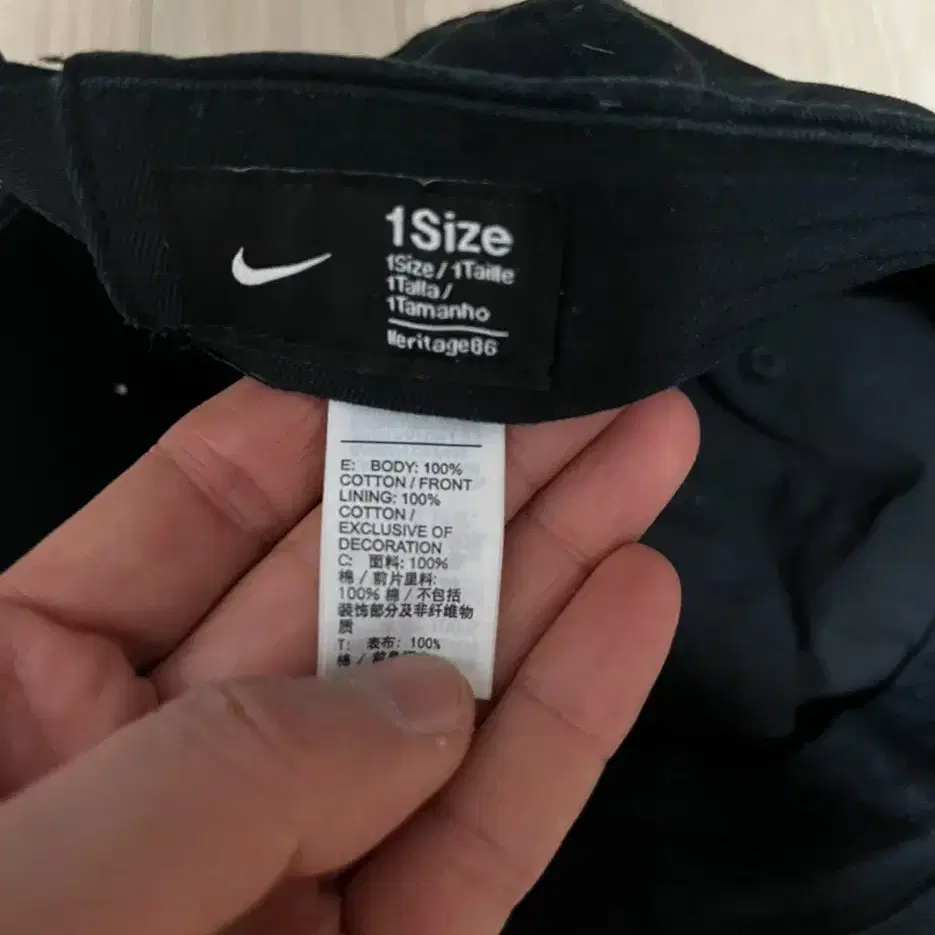 1Size
1Size/1Taille
1Talla/
1Tamanho
Heritage86
E: BODY: 100%
COTTON / FRONT
LINING: 100%
COTTON /
EXCLUSIVE OF
DECORATION
C: 面料: 100%
棉 / 前片里料:
100% 棉 / 不包括
装饰部分及非纤维物
质
T: 表布: 100%
棉 /